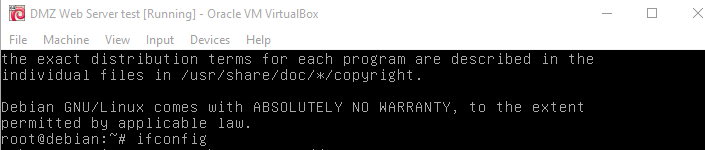 DMZ Web Server test [Running] - Oracle VM VirtualBox
File Machine View Input Devices Help
the exact distribution terms for each program are described in the
individual files in /usr/share/doc/*/copyright.
Debian GNU/Linux comes with ABSOLUTELY NO WARRANTY, to the extent
permitted by applicable law.
root@debian:~# ifconfig